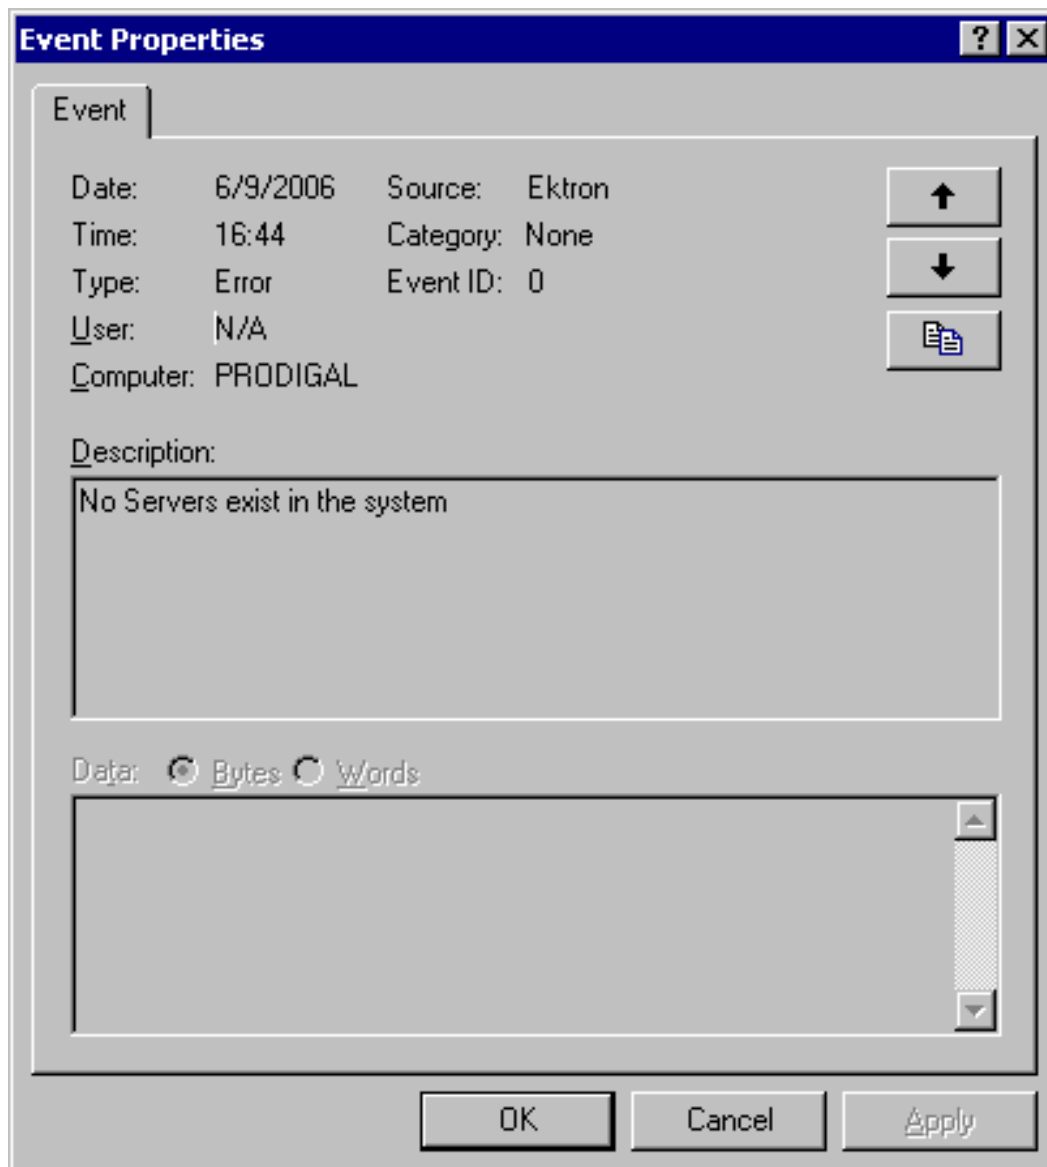 Event Properties
Event
Date: 6/9/2006 Source: Ektron
Time: 16:44 Category: None
Type: Error Event ID: 0
User: N/A
Computer: PRODIGAL
Description:
No Servers exist in the system
Data: Bytes Words
OK Cancel Apply